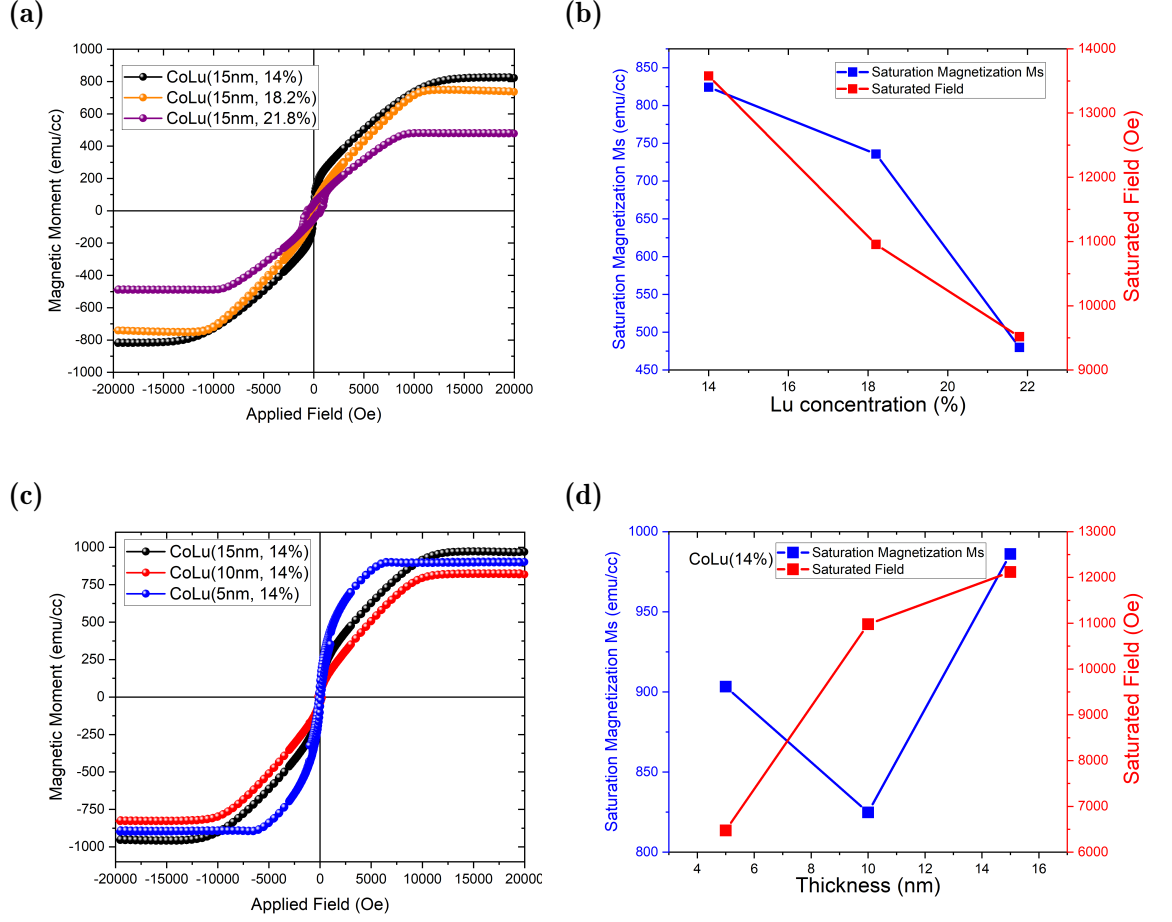 (a)
1000
800
600
400
200
0
-200
-400
-600
-800
-1000
Magnetic Moment (emu/cc)
CoLu(15nm, 14%)
CoLu(15nm, 18.2%)
CoLu(15nm, 21.8%)
-20000 -15000 -10000 -5000 0 5000 10000 15000 20000
Applied Field (Oe)
(b)
850
800
750
700
650
600
550
500
450
Saturation Magnetization Ms (emu/cc)
Saturation Magnetization Ms
Saturated Field
14000
13000
12000
11000
10000
9000
Saturated Field (Oe)
14 16 18 20 22
Lu concentration (%)
(c)
1000
750
500
250
0
-250
-500
-750
-1000
Magnetic Moment (emu/cc)
CoLu(15nm, 14%)
CoLu(10nm, 14%)
CoLu(5nm, 14%)
-20000 -15000 -10000 -5000 0 5000 10000 15000 20000
Applied Field (Oe)
(d)
1000
950
900
850
800
Saturation Magnetization Ms (emu/cc)
CoLu(14%)
Saturation Magnetization Ms
Saturated Field
13000
12000
11000
10000
9000
8000
7000
6000
Saturated Field (Oe)
4 6 8 10 12 14 16
Thickness (nm)